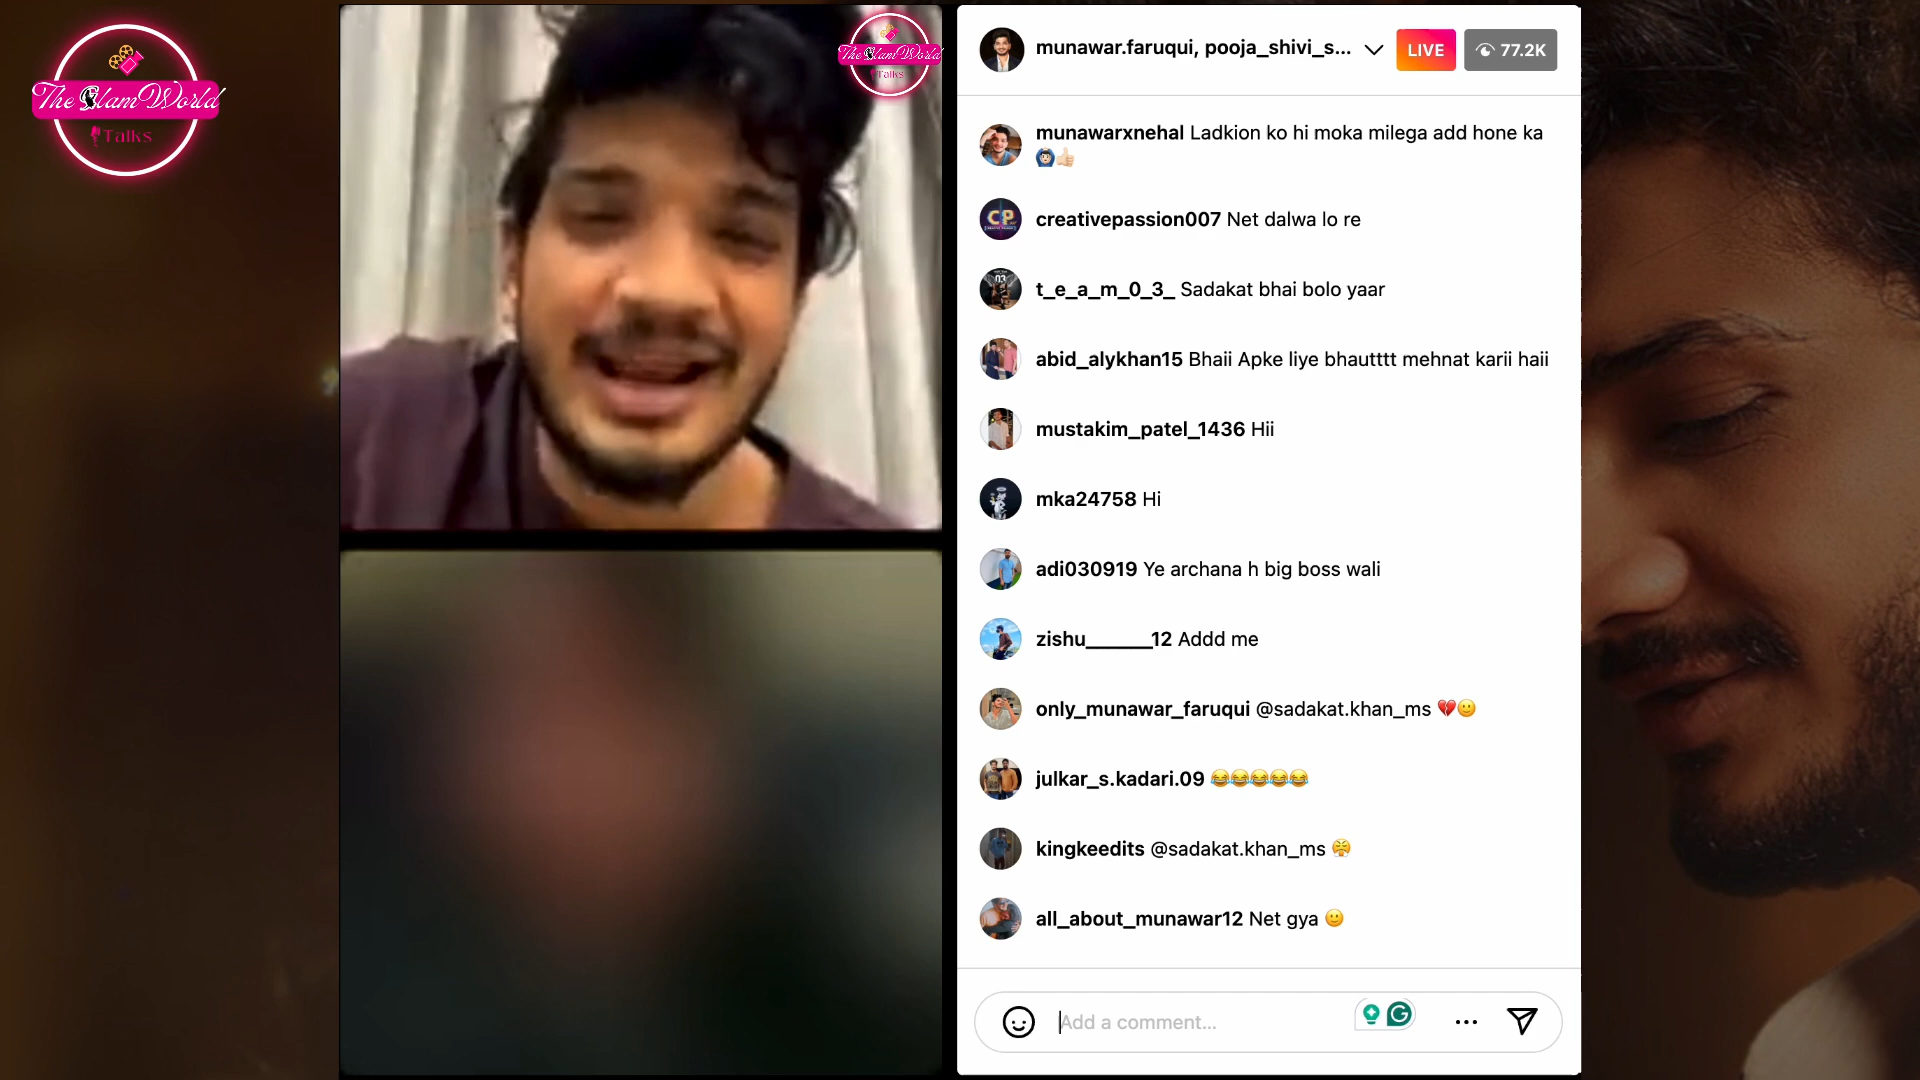 The Glam World
Talks
The Glam World
Talks
munawar.faruqui, pooja_shivi_s...
LIVE
77.2K
munawarxnehal Ladkion ko hi moka milega add hone ka
🙆🏻‍♂️👍🏻
CP
creativepassion007 Net dalwa lo re
03
t_e_a_m_0_3_ Sadakat bhai bolo yaar
abid_alykhan15 Bhaii Apke liye bhautttt mehnat karii haii
mustakim_patel_1436 Hii
mka24758 Hi
adi030919 Ye archana h big boss wali
zishu______12 Addd me
only_munawar_faruqui @sadakat.khan_ms 💔🙂
julkar_s.kadari.09 😂😂😂😂😂
kingkeedits @sadakat.khan_ms 😤
all_about_munawar12 Net gya 🙂
Add a comment...